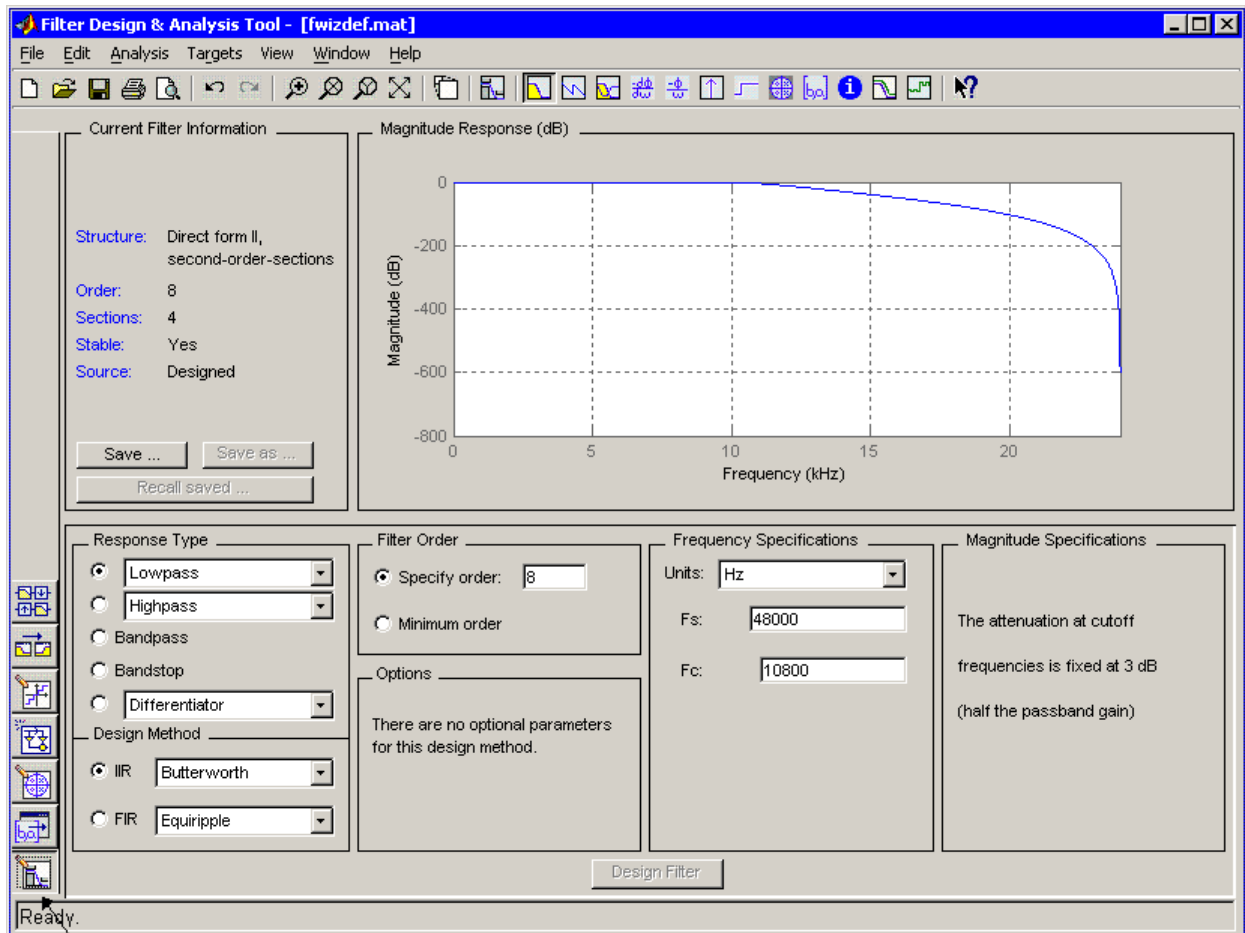 Filter Design & Analysis Tool - [fwizdef.mat]
File Edit Analysis Targets View Window Help
Current Filter Information
Structure: Direct form II,
second-order-sections
Order: 8
Sections: 4
Stable: Yes
Source: Designed
Save ...
Save as ...
Recall saved ...
Magnitude Response (dB)
Magnitude (dB)
0
-200
-400
-600
-800
0 5 10 15 20
Frequency (kHz)
Response Type
Lowpass
Highpass
Bandpass
Bandstop
Differentiator
Design Method
IIR Butterworth
FIR Equiripple
Filter Order
Specify order: 8
Minimum order
Options
There are no optional parameters
for this design method.
Frequency Specifications
Units: Hz
Fs: 48000
Fc: 10800
Magnitude Specifications
The attenuation at cutoff
frequencies is fixed at 3 dB
(half the passband gain)
Design Filter
Ready.